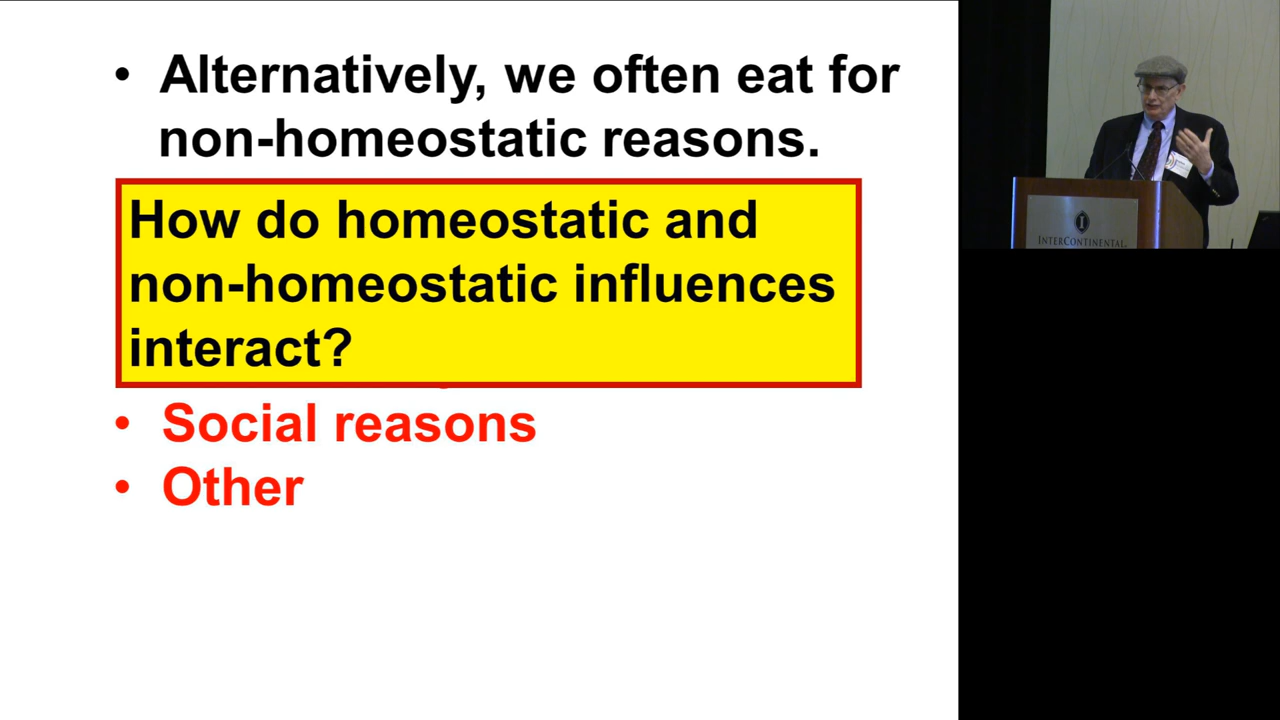 • Alternatively, we often eat for
non-homeostatic reasons.
How do homeostatic and
non-homeostatic influences
interact?
• Social reasons
• Other
I
INTERCONTINENTAL